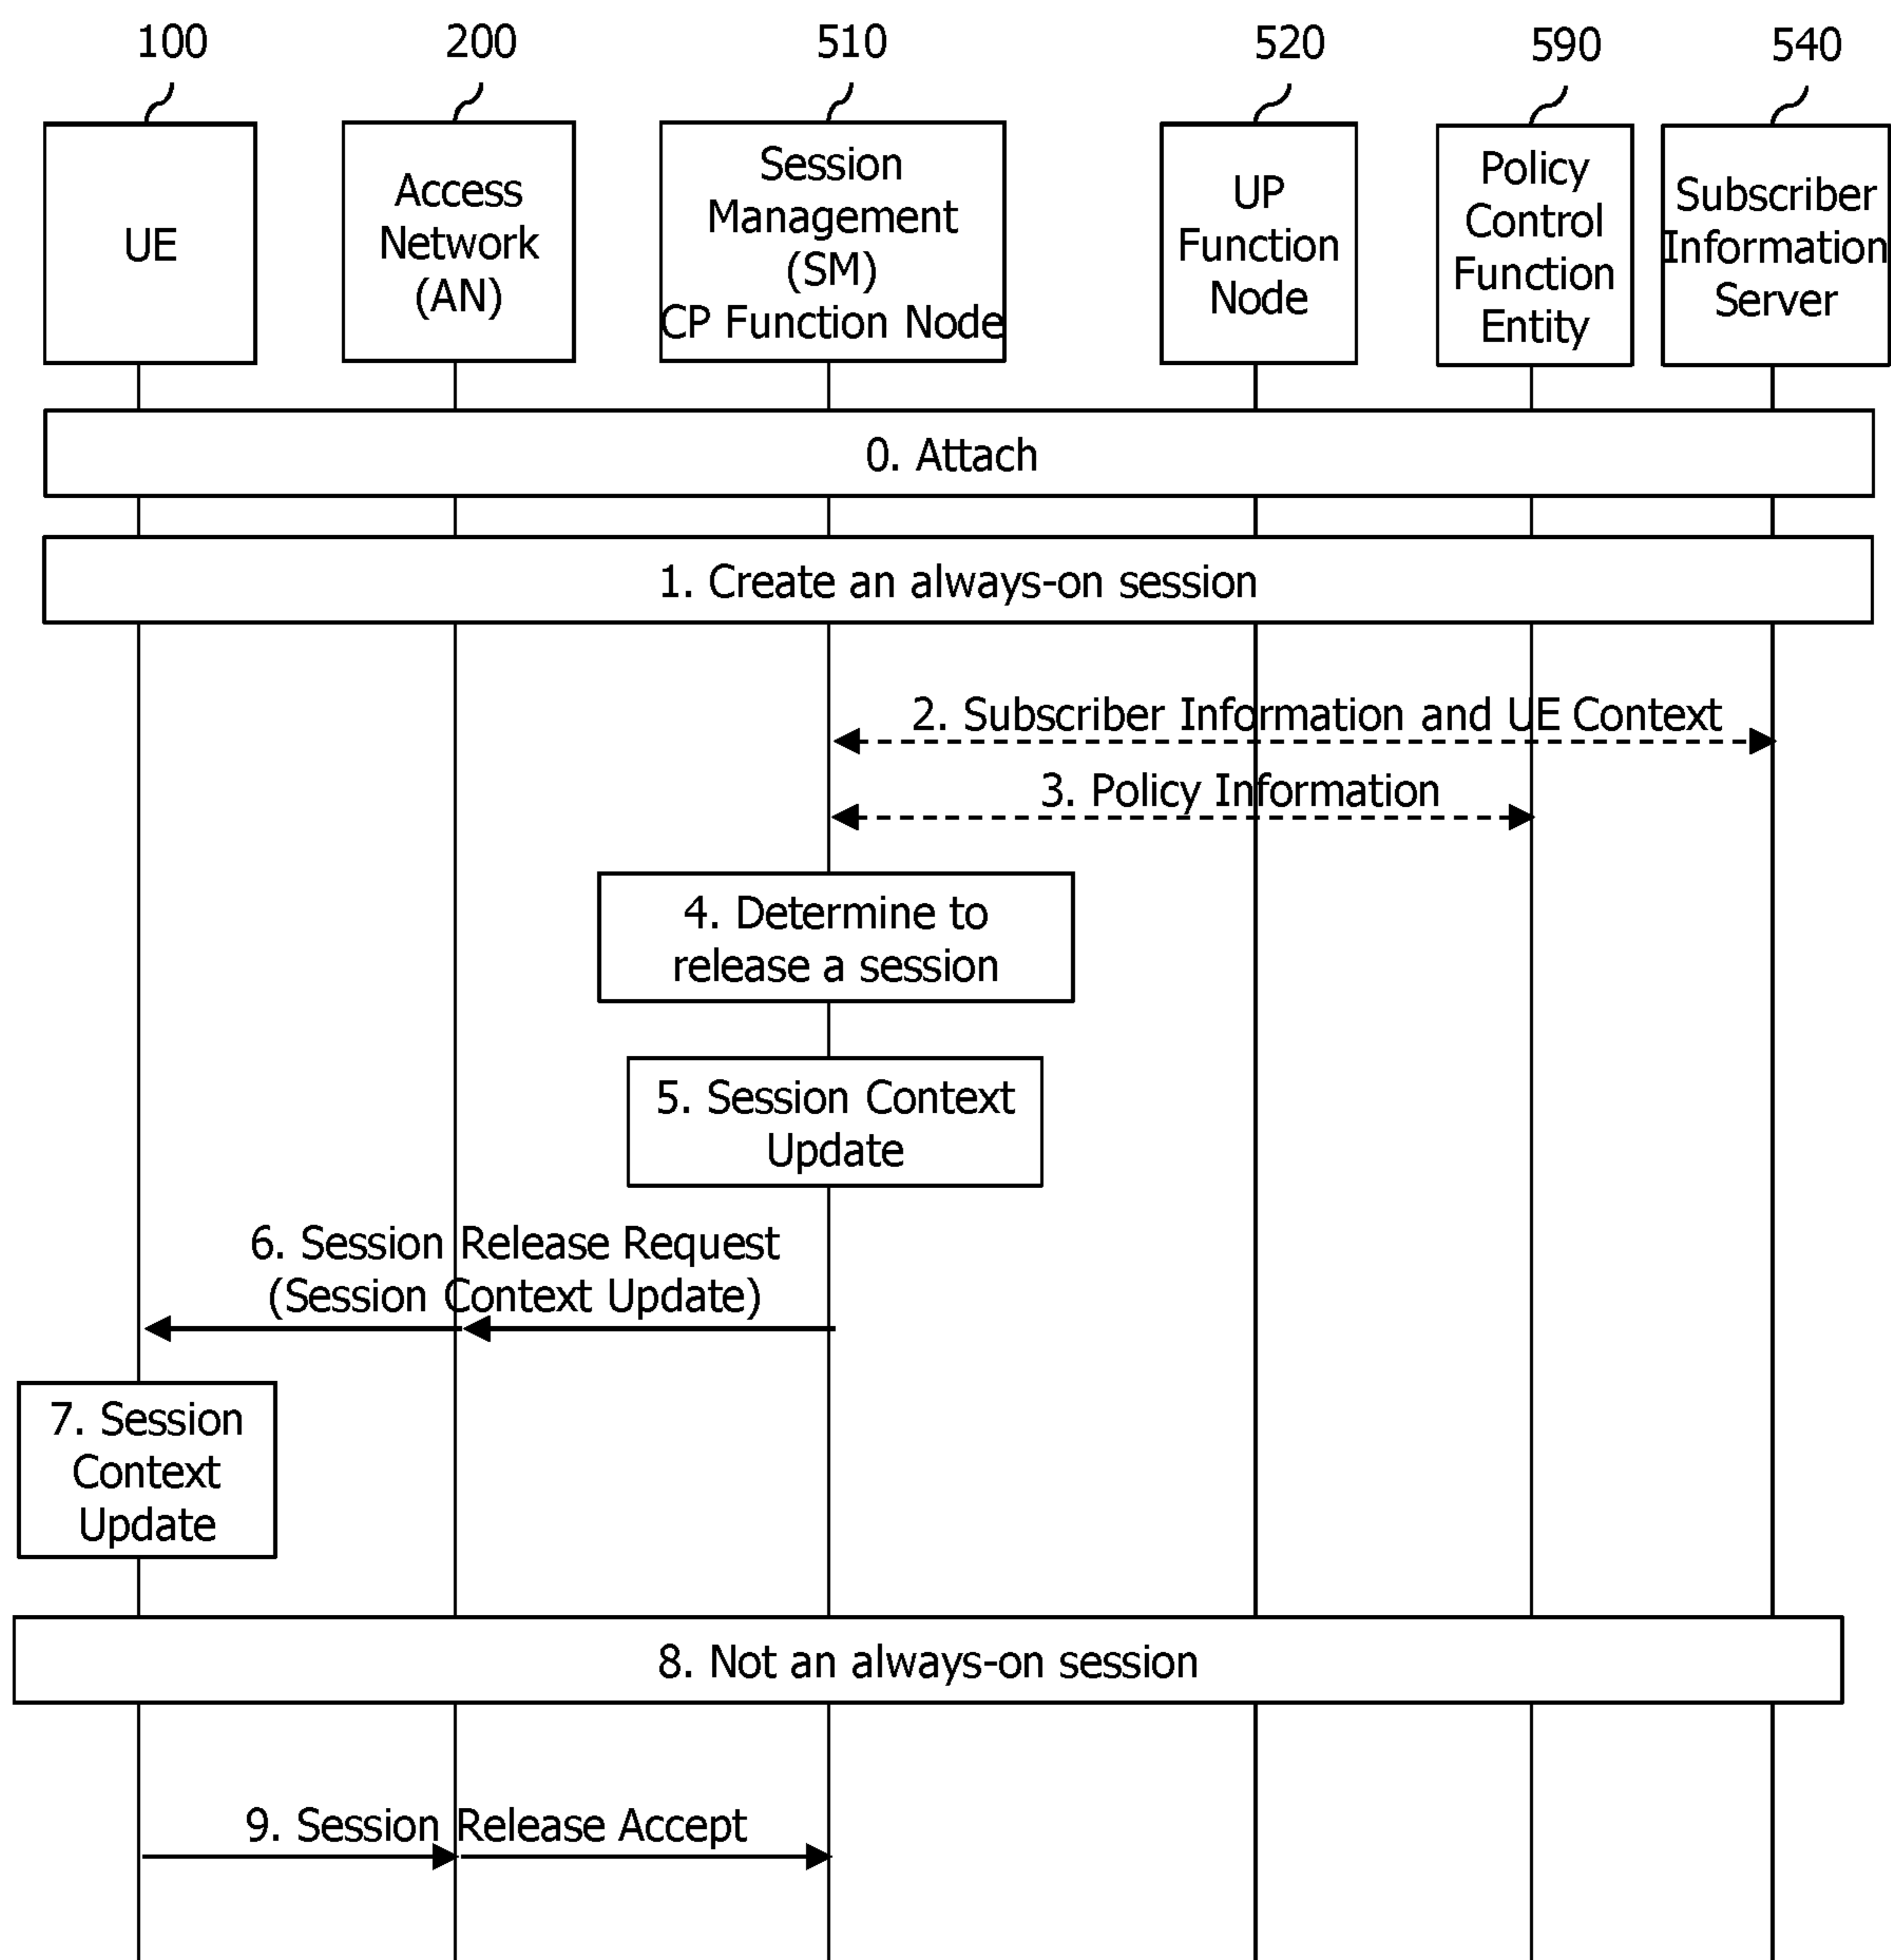 100
200
510
520
590
540
UE
Access
Network
(AN)
Session
Management
(SM)
CP Function Node
UP
Function
Node
Policy
Control
Function
Entity
Subscriber
Information
Server
0. Attach
1. Create an always-on session
2. Subscriber Information and UE Context
3. Policy Information
4. Determine to
release a session
5. Session Context
Update
6. Session Release Request
(Session Context Update)
7. Session
Context
Update
8. Not an always-on session
9. Session Release Accept